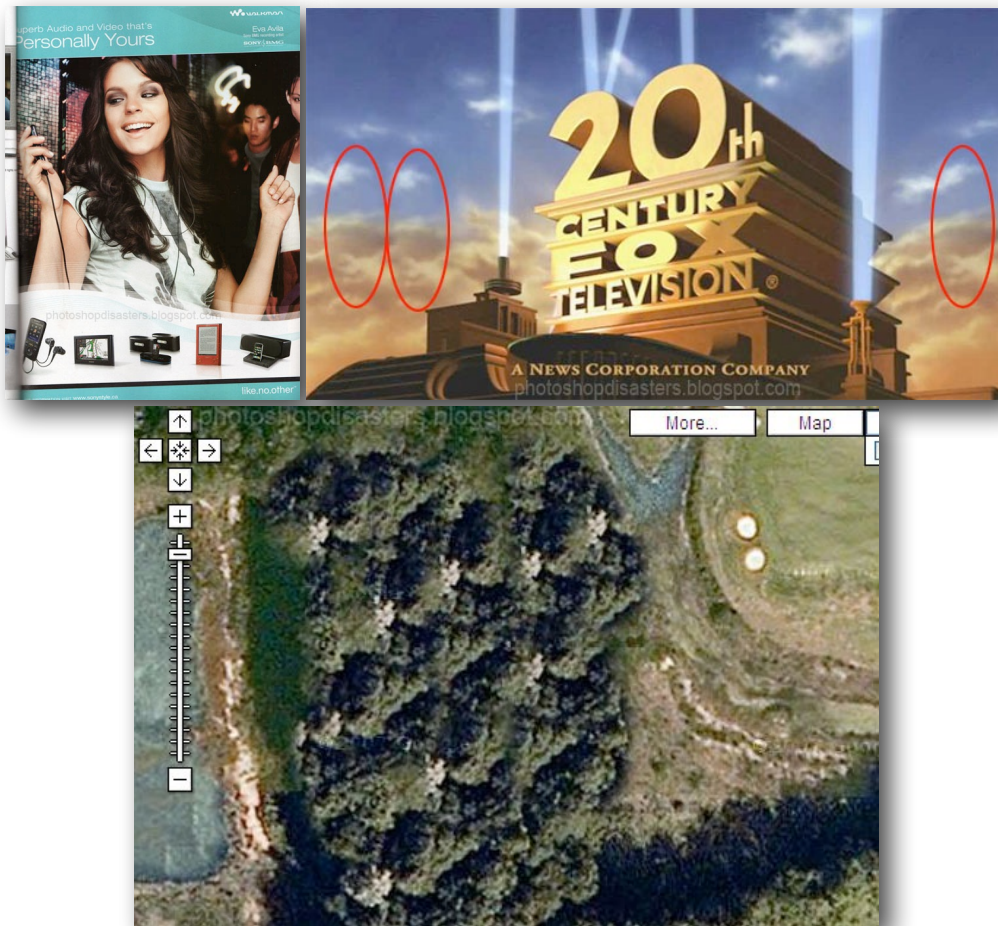 WALKMAN
uperb Audio and Video that's
Personally Yours
Eva Avila
SONY BMG
photoshopdisasters.blogspot.com
like.no.other
20th
CENTURY
FOX
TELEVISION ®
A NEWS CORPORATION COMPANY
photoshopdisasters.blogspot.com
photoshopdisasters.blogspot.com
More...
Map